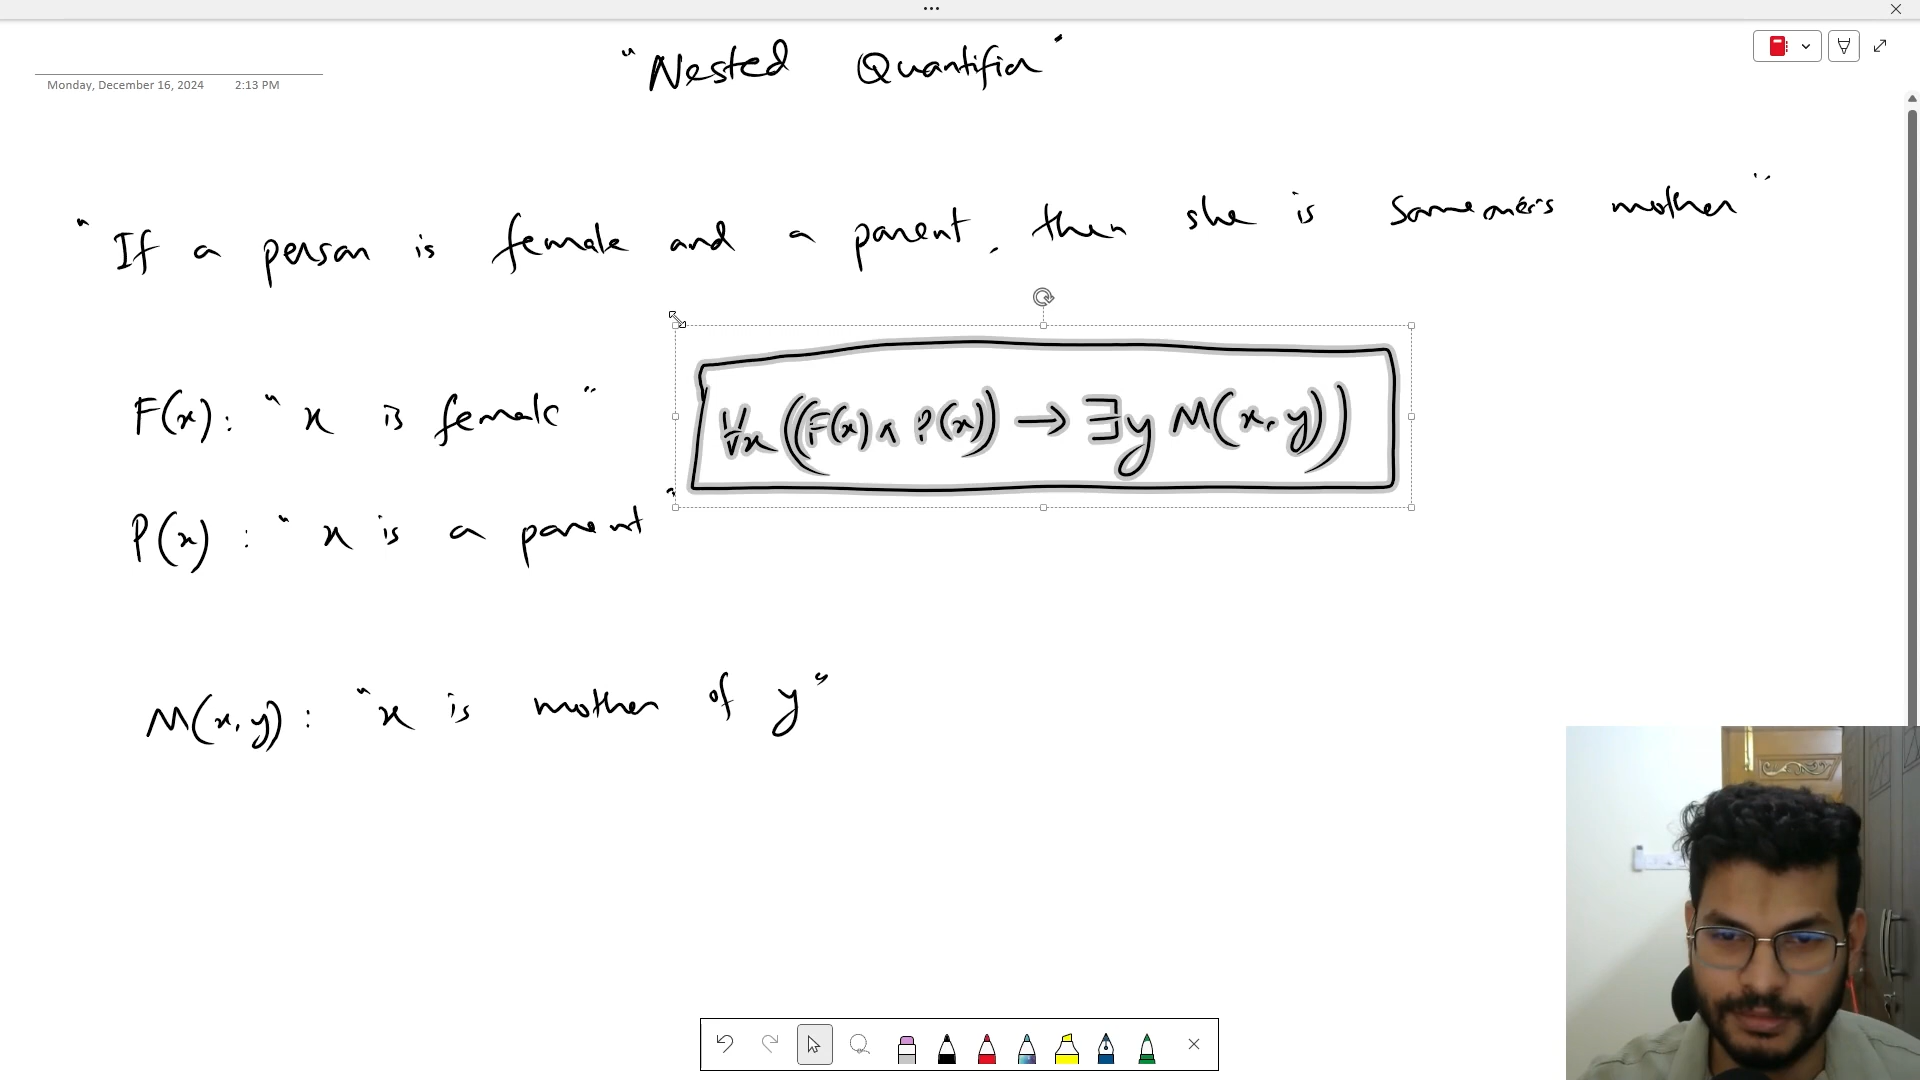 "Nested Quantifier"
Monday, December 16, 2024 2:13 PM
"If a person is female and a parent, then she is someone's mother"
F(x): "x is female"
∀x((F(x)∧P(x))→∃y M(x,y))
P(x): "x is a parent"
M(x,y): "x is mother of y"